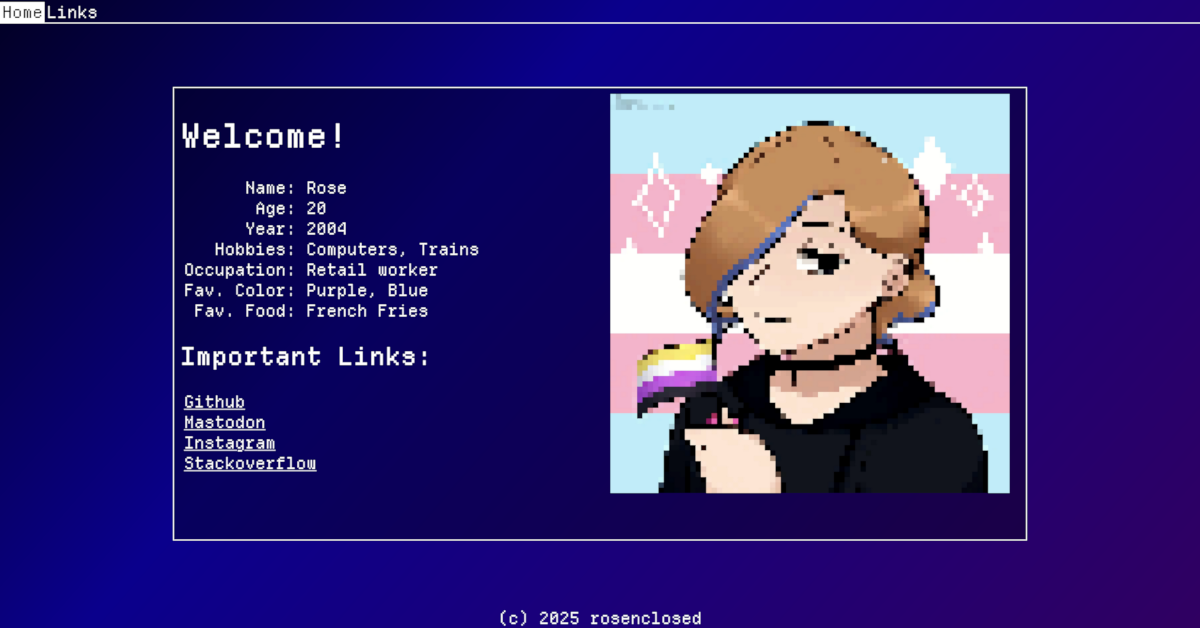 Home Links
Welcome!
Name: Rose
Age: 20
Year: 2004
Hobbies: Computers, Trains
Occupation: Retail worker
Fav. Color: Purple, Blue
Fav. Food: French Fries
Important Links:
Github
Mastodon
Instagram
Stackoverflow
(c) 2025 rosenclosed